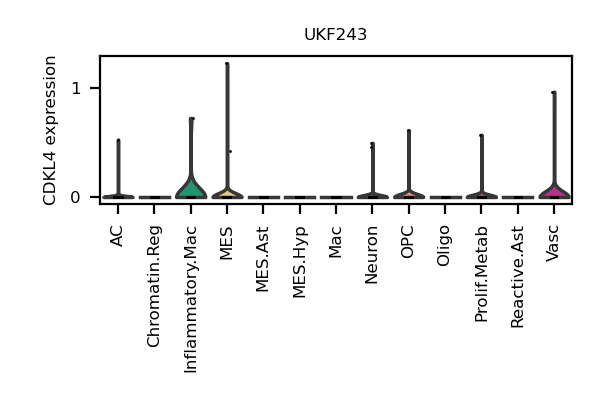 UKF243
CDKL4 expression
1
0
AC
Chromatin.Reg
Inflammatory.Mac
MES
MES.Ast
MES.Hyp
Mac
Neuron
OPC
Oligo
Prolif.Metab
Reactive.Ast
Vasc